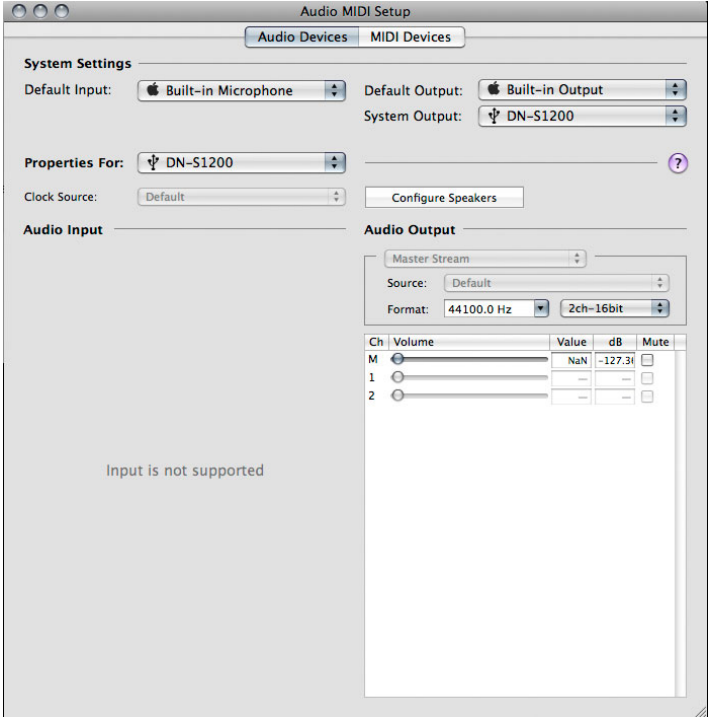 Audio MIDI Setup
Audio Devices MIDI Devices
System Settings
Default Input: Built-in Microphone Default Output: Built-in Output
System Output: DN-S1200
Properties For: DN-S1200 ?
Clock Source: Default Configure Speakers
Audio Input Audio Output
Master Stream
Source: Default
Format: 44100.0 Hz 2ch-16bit
Ch Volume Value dB Mute
M NaN -127.3
1 — —
2 — —
Input is not supported